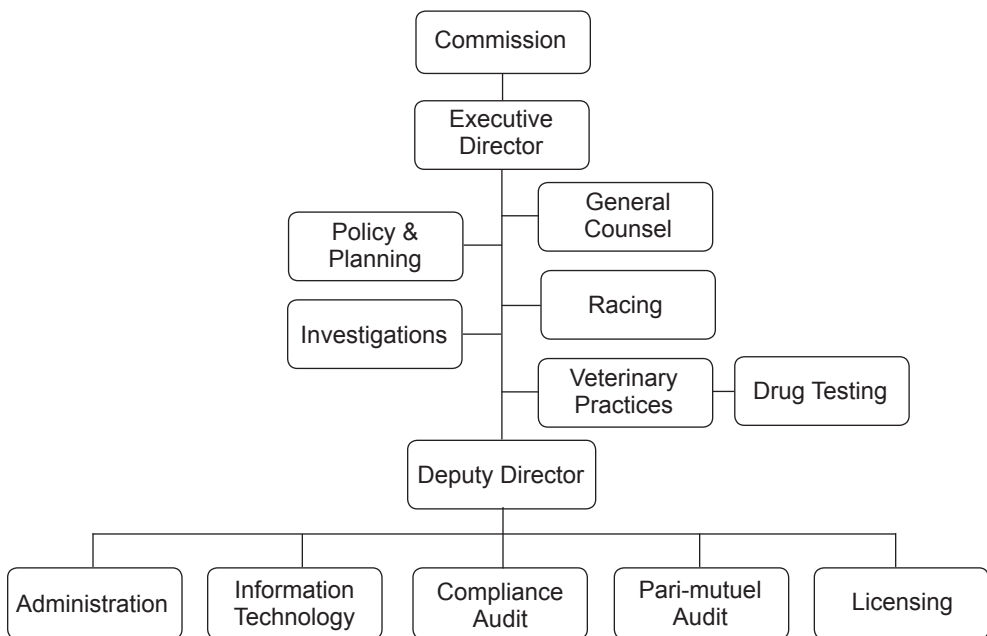 Commission
Executive
Director
General
Counsel
Policy &
Planning
Racing
Investigations
Veterinary
Practices
Drug Testing
Deputy Director
Administration
Information
Technology
Compliance
Audit
Pari-mutuel
Audit
Licensing